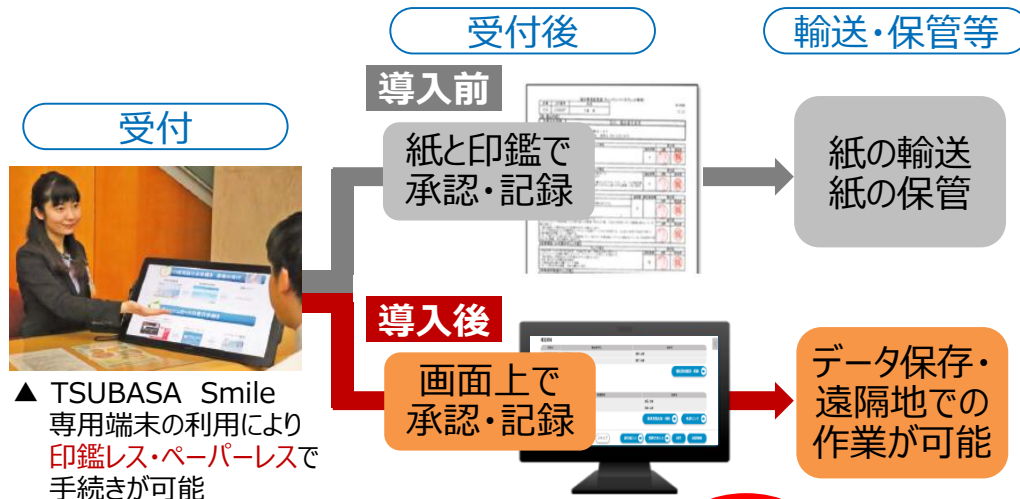 受付後
輸送・保管等
導入前
受付
紙と印鑑で
承認・記録
紙の輸送
紙の保管
導入後
画面上で
承認・記録
データ保存・
遠隔地での
作業が可能
▲ TSUBASA Smile
専用端末の利用により
印鑑レス・ペーパーレスで
手続きが可能